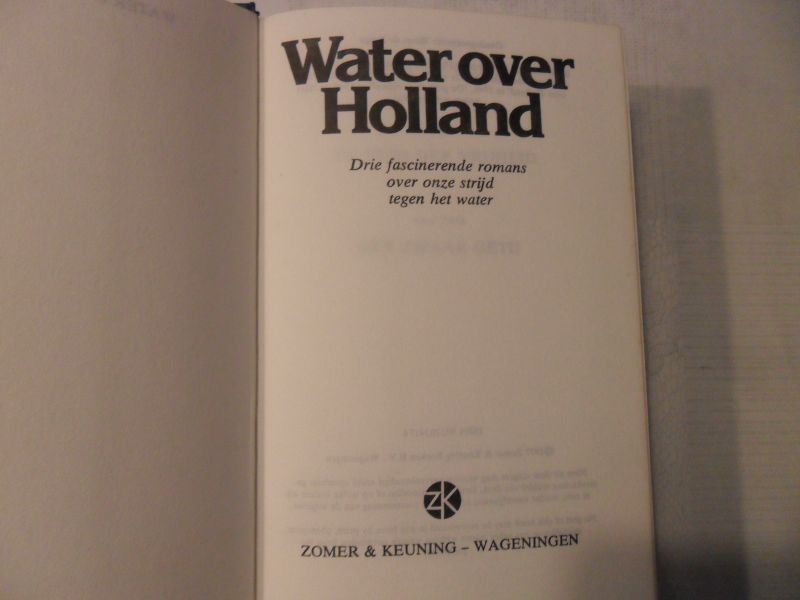 Water over
Holland
Drie fascinerende romans
over onze strijd
tegen het water
ZK
ZOMER & KEUNING – WAGENINGEN